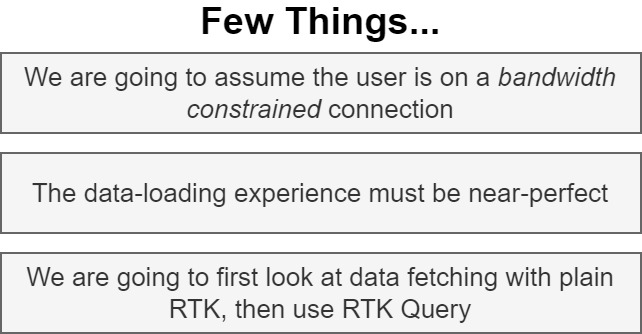 Few Things...
We are going to assume the user is on a bandwidth
constrained connection
The data-loading experience must be near-perfect
We are going to first look at data fetching with plain
RTK, then use RTK Query